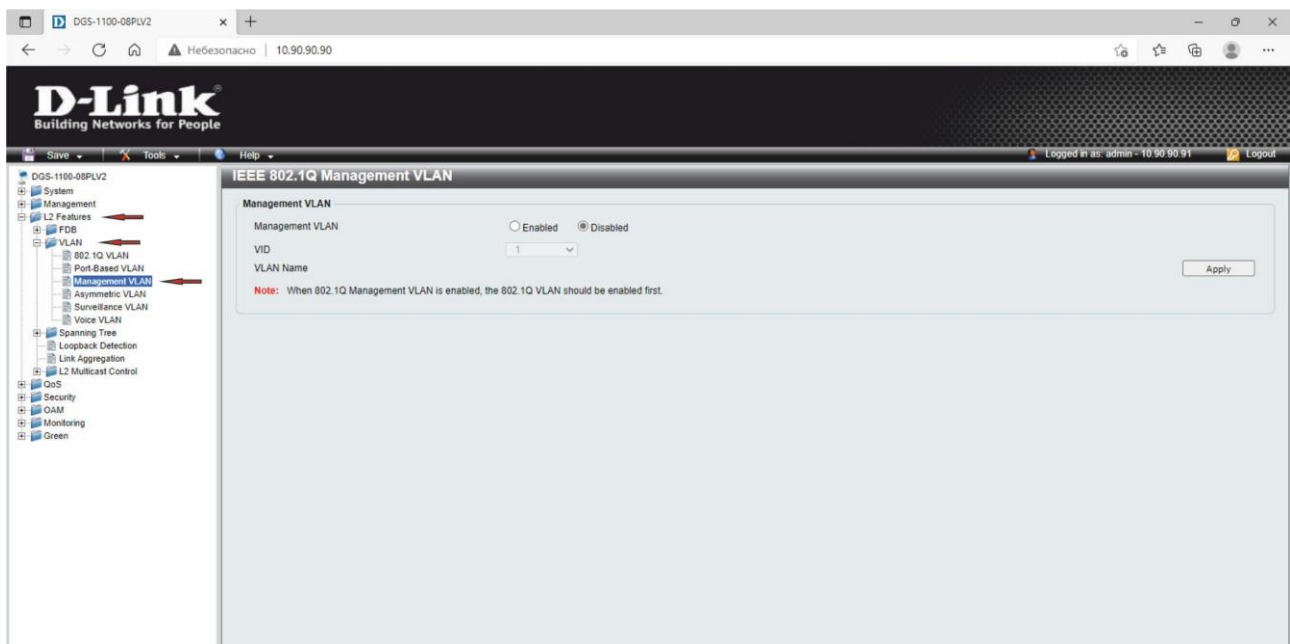 DGS-1100-08PLV2
Небезопасно
10.90.90.90
D-Link®
Building Networks for People
Save Tools Help Logged in as: admin - 10.90.90.91 Logout
DGS-1100-08PLV2
System
Management
L2 Features
FDB
VLAN
802.1Q VLAN
Port-Based VLAN
Management VLAN
Asymmetric VLAN
Surveillance VLAN
Voice VLAN
Spanning Tree
Loopback Detection
Link Aggregation
L2 Multicast Control
QoS
Security
OAM
Monitoring
Green
IEEE 802.1Q Management VLAN
Management VLAN
Management VLAN Enabled Disabled
VID 1
VLAN Name Apply
Note: When 802.1Q Management VLAN is enabled, the 802.1Q VLAN should be enabled first.